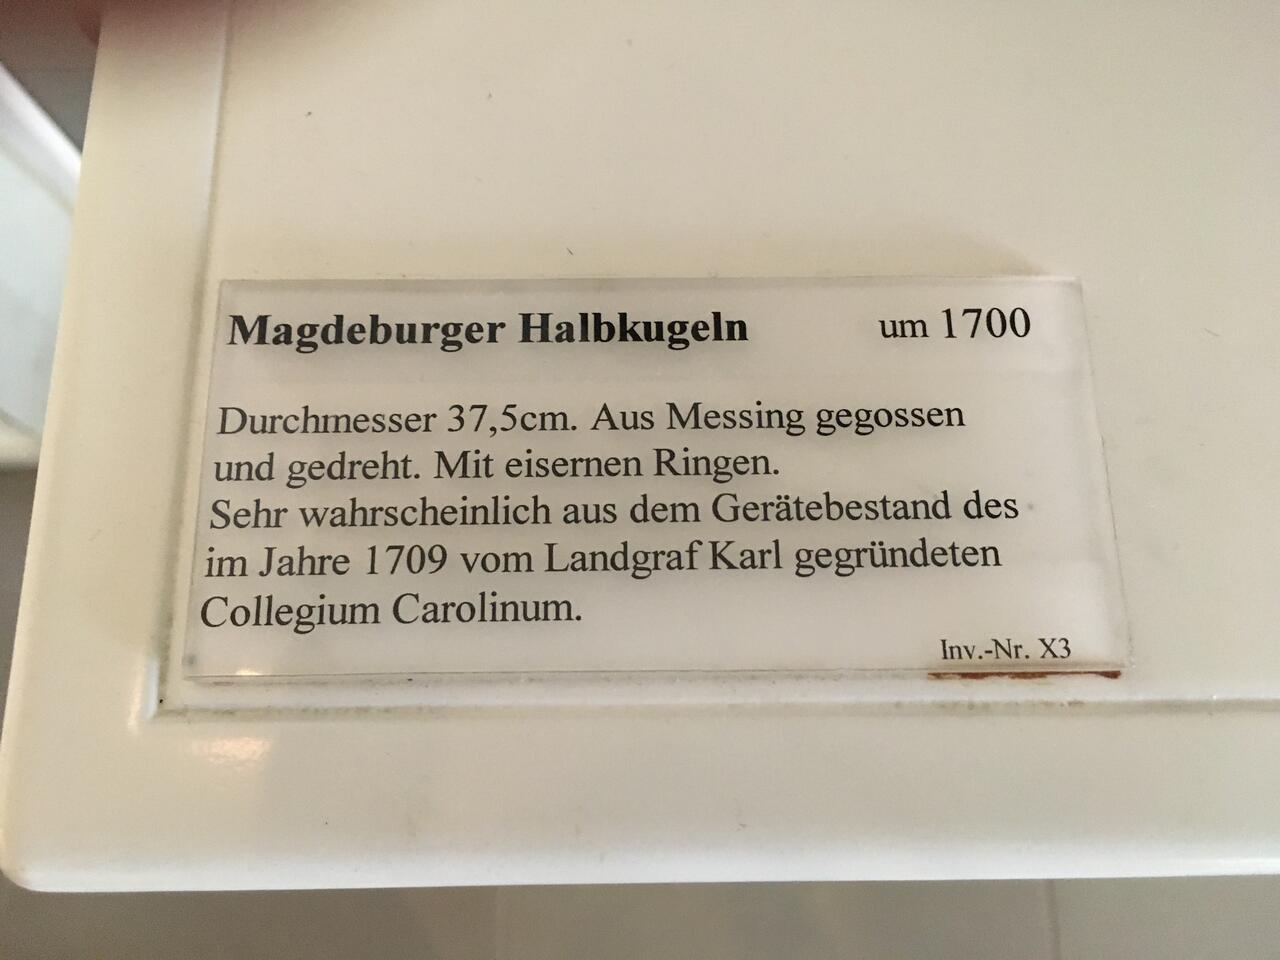 Magdeburger Halbkugeln um 1700
Durchmesser 37,5cm. Aus Messing gegossen
und gedreht. Mit eisernen Ringen.
Sehr wahrscheinlich aus dem Gerätebestand des
im Jahre 1709 vom Landgraf Karl gegründeten
Collegium Carolinum.
Inv.-Nr. X3